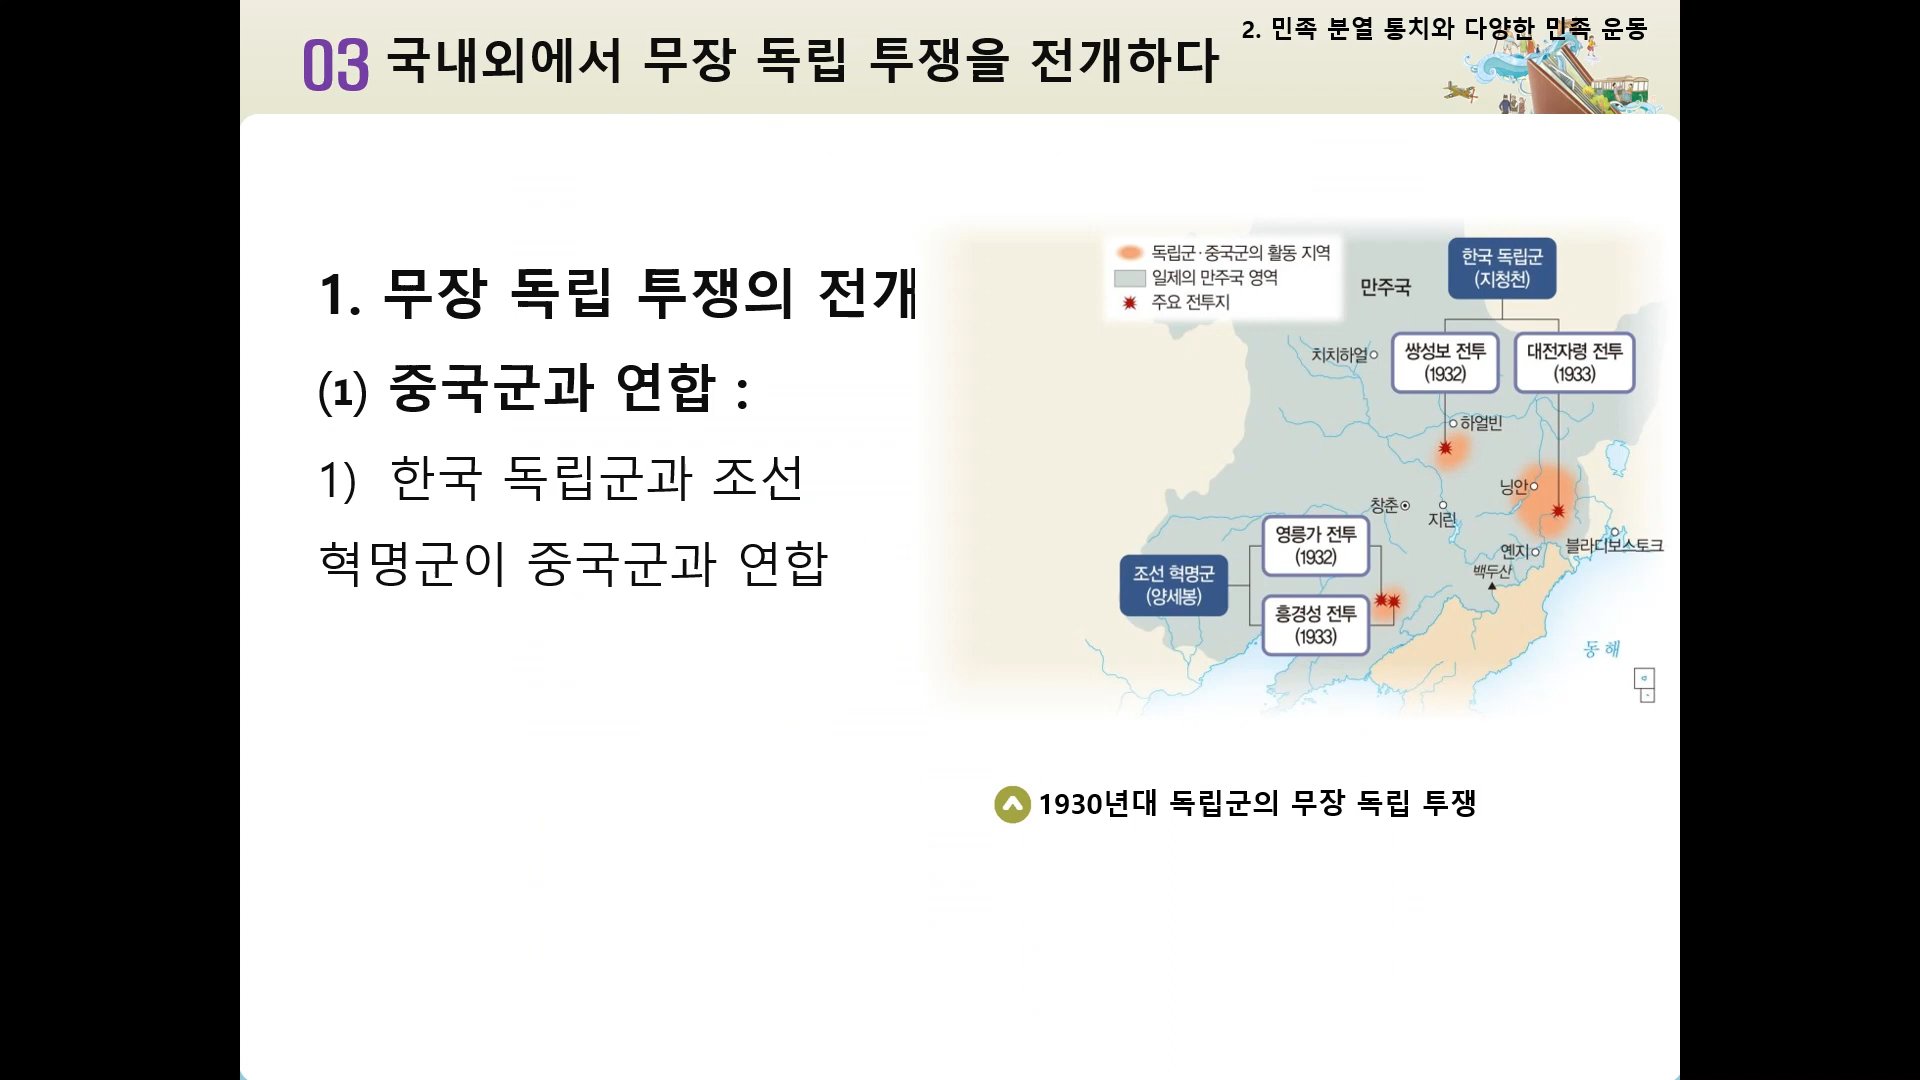 2. 민족 분열 통치와 다양한 민족 운동
03 국내외에서 무장 독립 투쟁을 전개하다
1. 무장 독립 투쟁의 전개
⑴ 중국군과 연합 :
1) 한국 독립군과 조선
혁명군이 중국군과 연합
독립군·중국군의 활동 지역
일제의 만주국 영역
주요 전투지
만주국
한국 독립군
(지청천)
쌍성보 전투
(1932)
대전자령 전투
(1933)
치치하얼
하얼빈
닝안
창춘
지린
블라디보스토크
옌지
백두산
영릉가 전투
(1932)
조선 혁명군
(양세봉)
흥경성 전투
(1933)
동해
1930년대 독립군의 무장 독립 투쟁